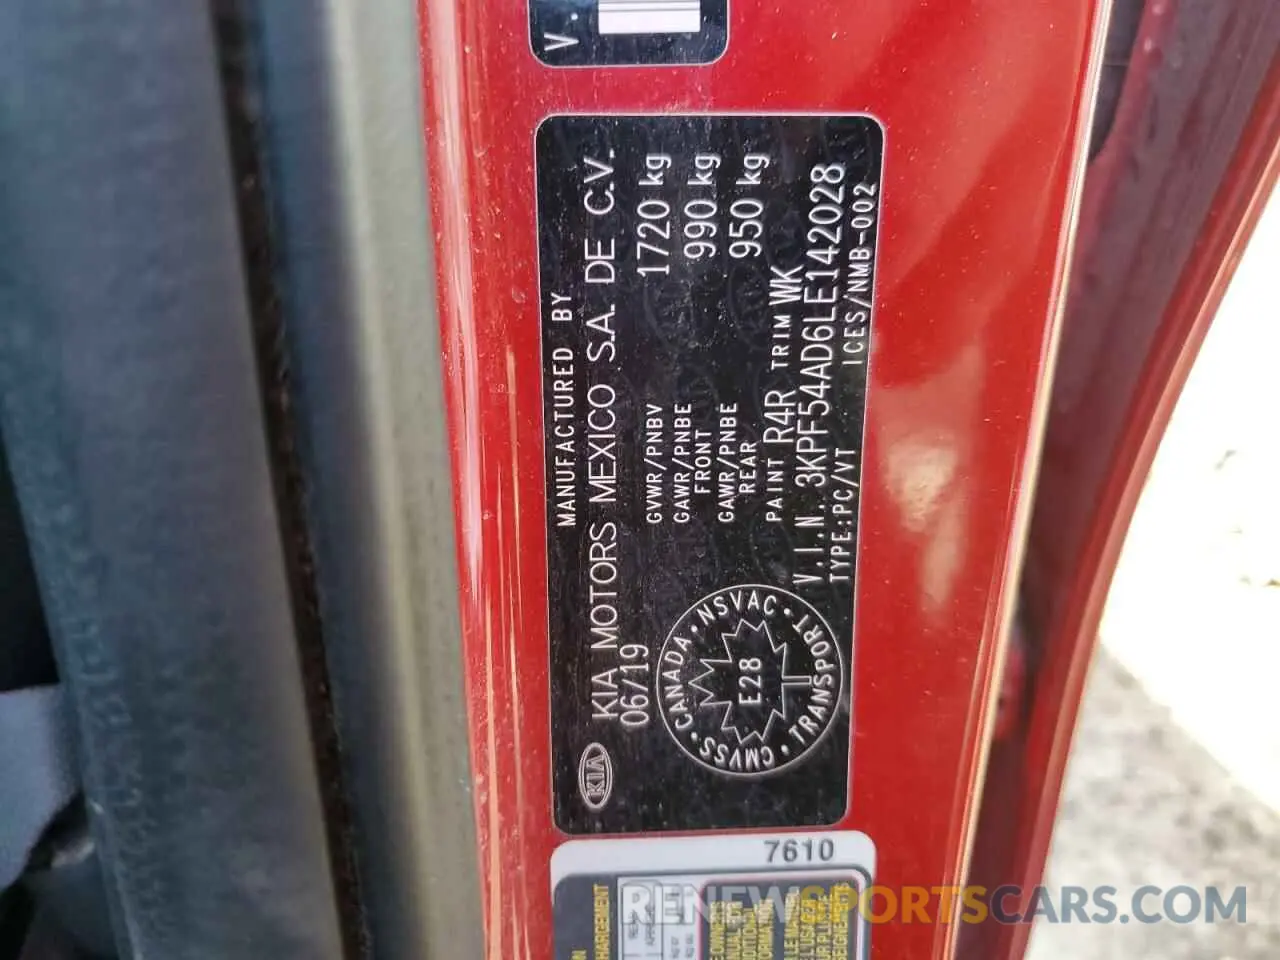 V.
MANUFACTURED BY
KIA KIA MOTORS MEXICO S.A. DE C.V.
06/19
GVWR/PNBV 1720 kg
GAWR/PNBE FRONT 990 kg
GAWR/PNBE REAR 950 kg
PAINT R4R TRIM WK
V.I.N. 3KPF54AD6LE142028
TYPE:PC/VT ICES/NMB-002
CMVSS • CANADA • NSVAC • TRANSPORT •
E28
7610
CHARGEMENT
RENEWSPORTSCARS.COM